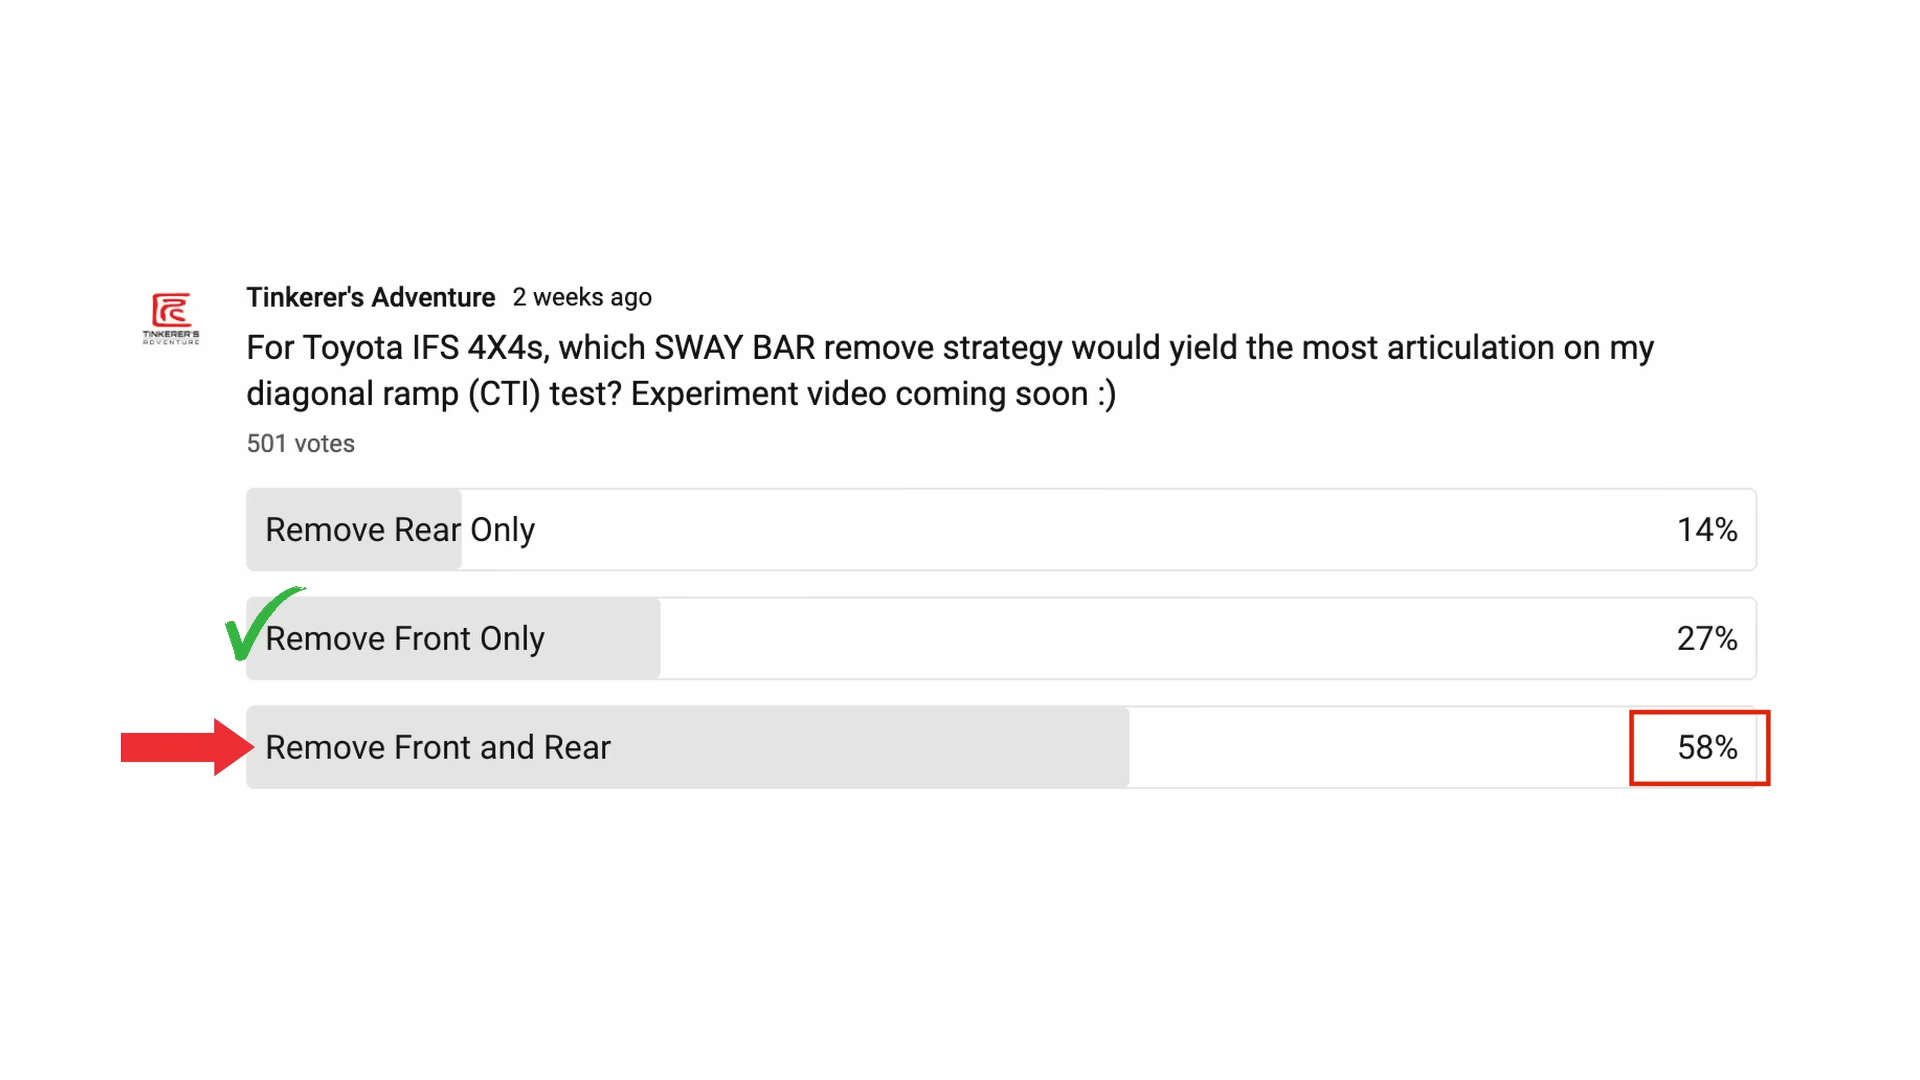 Tinkerer's Adventure 2 weeks ago
TINKERER'S
ADVENTURE
For Toyota IFS 4X4s, which SWAY BAR remove strategy would yield the most articulation on my
diagonal ramp (CTI) test? Experiment video coming soon :)
501 votes
Remove Rear Only 14%
Remove Front Only 27%
Remove Front and Rear 58%